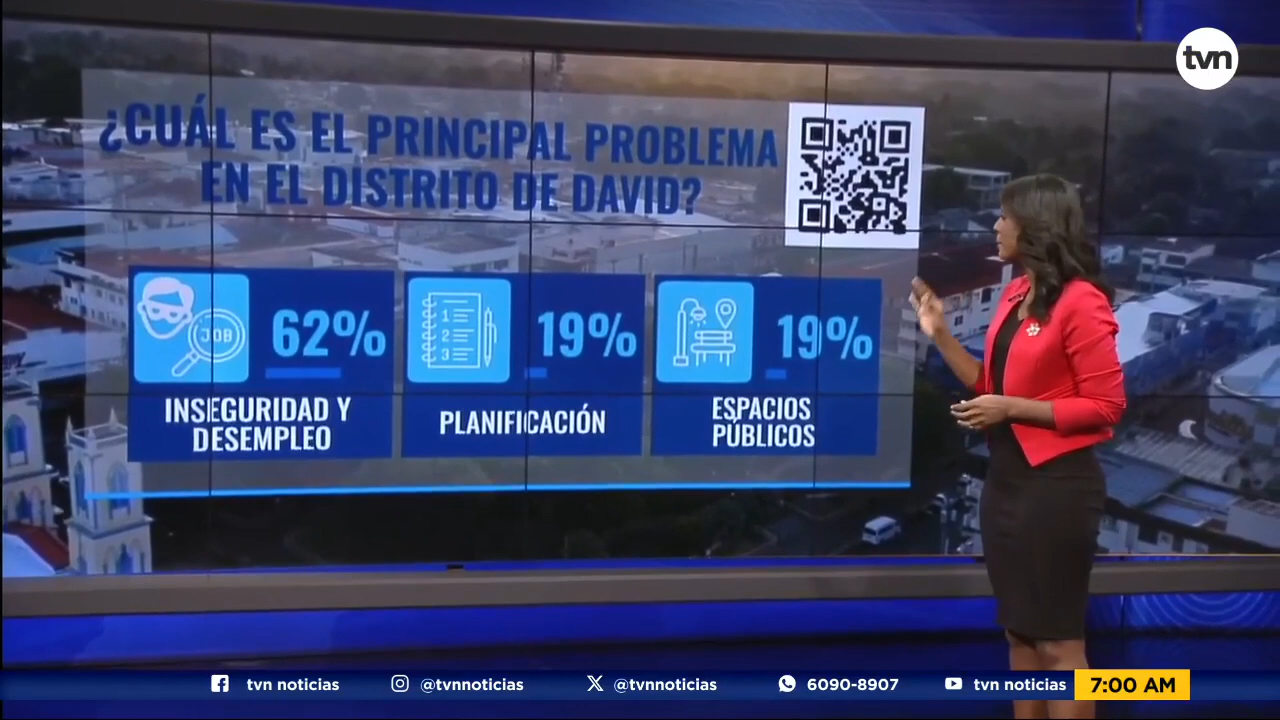 tvn
¿CUÁL ES EL PRINCIPAL PROBLEMA
EN EL DISTRITO DE DAVID?
JOB
62%
INSEGURIDAD Y
DESEMPLEO
1
2
3
19%
PLANIFICACIÓN
19%
ESPACIOS
PÚBLICOS
tvn noticias
@tvnnoticias
@tvnnoticias
6090-8907
tvn noticias
7:00 AM